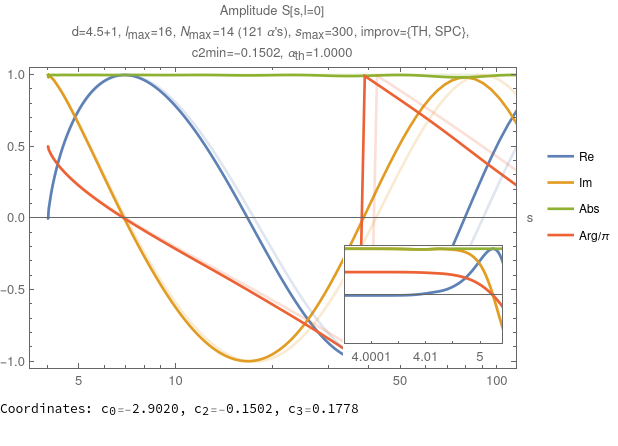 Amplitude S[s,l=0]
d=4.5+1, lmax=16, Nmax=14 (121 α's), smax=300, improv={TH, SPC},
c2min=−0.1502, αth=1.0000
1.0
0.5
0.0
−0.5
−1.0
5
10
50
100
s
4.0001
4.01
5
Re
Im
Abs
Arg/π
Coordinates: c0=−2.9020, c2=−0.1502, c3=0.1778